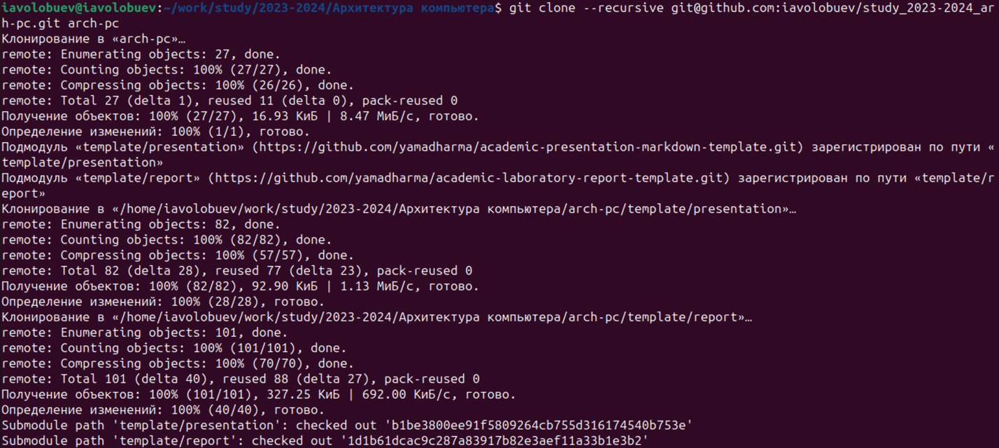 iavolobuev@iavolobuev:~/work/study/2023-2024/Архитектура компьютера$ git clone --recursive git@github.com:iavolobuev/study_2023-2024_ar
h-pc.git arch-pc
Клонирование в «arch-pc»…
remote: Enumerating objects: 27, done.
remote: Counting objects: 100% (27/27), done.
remote: Compressing objects: 100% (26/26), done.
remote: Total 27 (delta 1), reused 11 (delta 0), pack-reused 0
Получение объектов: 100% (27/27), 16.93 КиБ | 8.47 МиБ/с, готово.
Определение изменений: 100% (1/1), готово.
Подмодуль «template/presentation» (https://github.com/yamadharma/academic-presentation-markdown-template.git) зарегистрирован по пути «
template/presentation»
Подмодуль «template/report» (https://github.com/yamadharma/academic-laboratory-report-template.git) зарегистрирован по пути «template/r
eport»
Клонирование в «/home/iavolobuev/work/study/2023-2024/Архитектура компьютера/arch-pc/template/presentation»…
remote: Enumerating objects: 82, done.
remote: Counting objects: 100% (82/82), done.
remote: Compressing objects: 100% (57/57), done.
remote: Total 82 (delta 28), reused 77 (delta 23), pack-reused 0
Получение объектов: 100% (82/82), 92.90 КиБ | 1.13 МиБ/с, готово.
Определение изменений: 100% (28/28), готово.
Клонирование в «/home/iavolobuev/work/study/2023-2024/Архитектура компьютера/arch-pc/template/report»…
remote: Enumerating objects: 101, done.
remote: Counting objects: 100% (101/101), done.
remote: Compressing objects: 100% (70/70), done.
remote: Total 101 (delta 40), reused 88 (delta 27), pack-reused 0
Получение объектов: 100% (101/101), 327.25 КиБ | 692.00 КиБ/с, готово.
Определение изменений: 100% (40/40), готово.
Submodule path 'template/presentation': checked out 'b1be3800ee91f5809264cb755d316174540b753e'
Submodule path 'template/report': checked out '1d1b61dcac9c287a83917b82e3aef11a33b1e3b2'